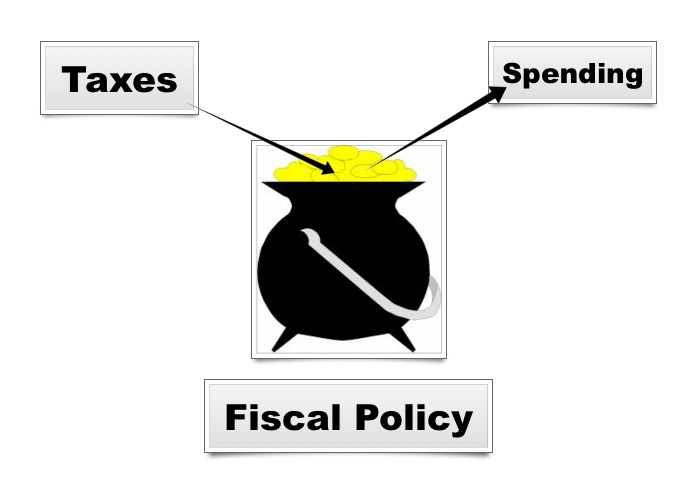 Taxes
Spending
Fiscal Policy